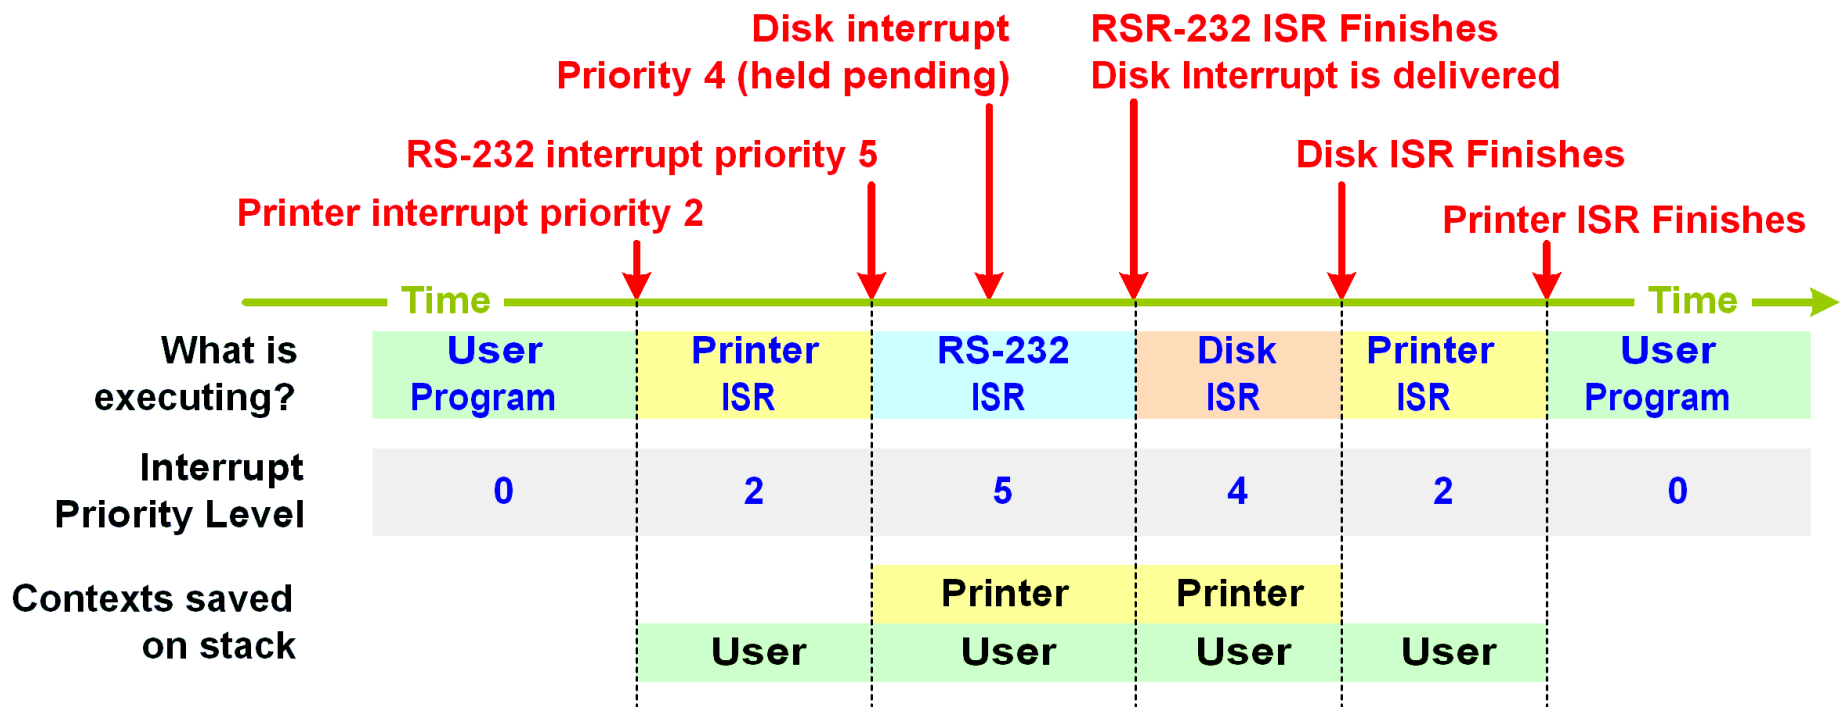 Disk interrupt
Priority 4 (held pending)
RSR-232 ISR Finishes
Disk Interrupt is delivered
RS-232 interrupt priority 5
Disk ISR Finishes
Printer interrupt priority 2
Printer ISR Finishes
Time
Time
What is
executing?
User
Program
Printer
ISR
RS-232
ISR
Disk
ISR
Printer
ISR
User
Program
Interrupt
Priority Level
0
2
5
4
2
0
Contexts saved
on stack
Printer
Printer
User
User
User
User